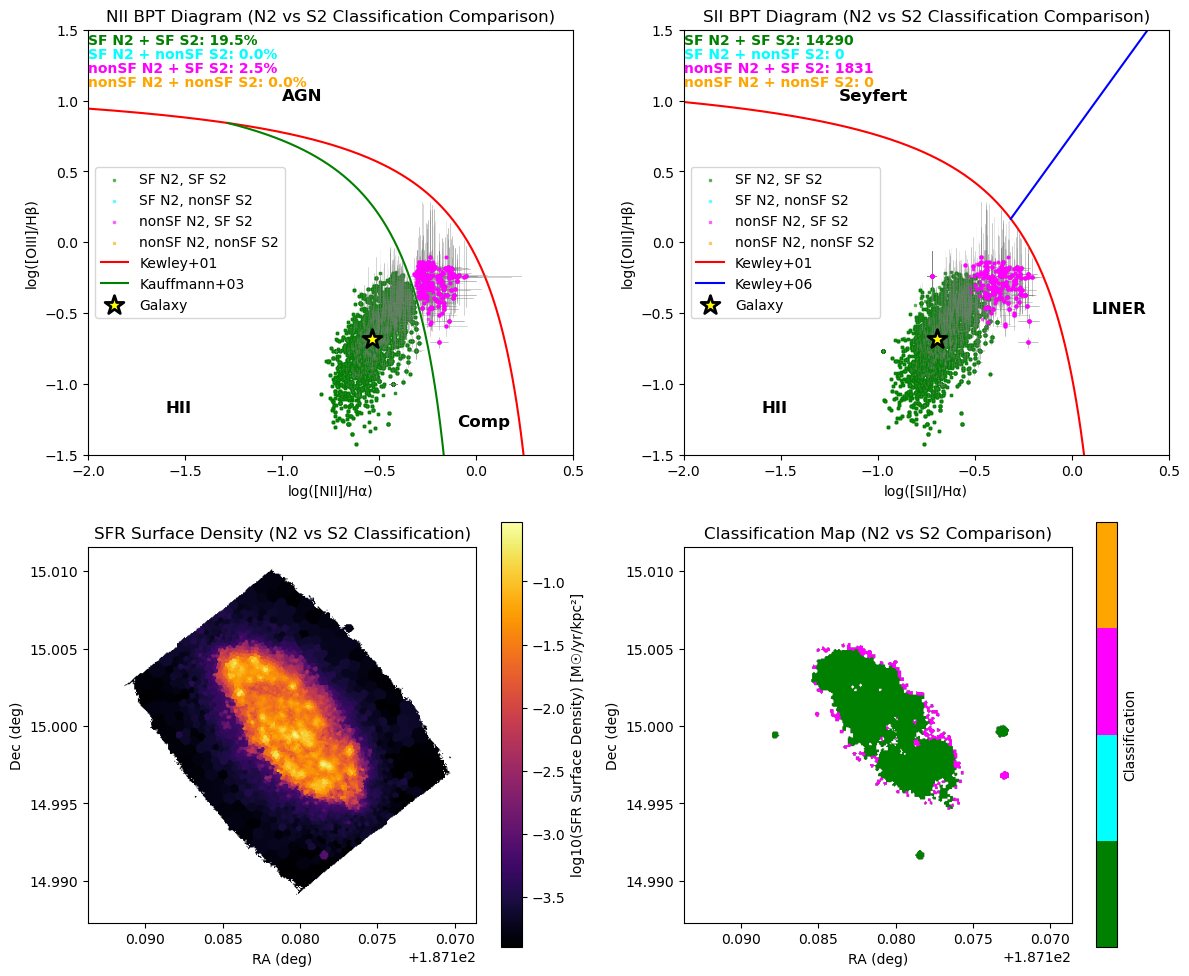 NII BPT Diagram (N2 vs S2 Classification Comparison)
SF N2 + SF S2: 19.5%
SF N2 + nonSF S2: 0.0%
nonSF N2 + SF S2: 2.5%
nonSF N2 + nonSF S2: 0.0%
AGN
SF N2, SF S2
SF N2, nonSF S2
nonSF N2, SF S2
nonSF N2, nonSF S2
Kewley+01
Kauffmann+03
Galaxy
HII
Comp
1.5
1.0
0.5
0.0
−0.5
−1.0
−1.5
log([OIII]/Hβ)
−2.0 −1.5 −1.0 −0.5 0.0 0.5
log([NII]/Hα)
SII BPT Diagram (N2 vs S2 Classification Comparison)
SF N2 + SF S2: 14290
SF N2 + nonSF S2: 0
nonSF N2 + SF S2: 1831
nonSF N2 + nonSF S2: 0
Seyfert
SF N2, SF S2
SF N2, nonSF S2
nonSF N2, SF S2
nonSF N2, nonSF S2
Kewley+01
Kewley+06
Galaxy
LINER
HII
1.5
1.0
0.5
0.0
−0.5
−1.0
−1.5
log([OIII]/Hβ)
−2.0 −1.5 −1.0 −0.5 0.0 0.5
log([SII]/Hα)
SFR Surface Density (N2 vs S2 Classification)
15.010
15.005
15.000
14.995
14.990
Dec (deg)
0.090 0.085 0.080 0.075 0.070
RA (deg)
+1.871e2
−1.0
−1.5
−2.0
−2.5
−3.0
−3.5
log10(SFR Surface Density) [M☉/yr/kpc²]
Classification Map (N2 vs S2 Comparison)
15.010
15.005
15.000
14.995
14.990
Dec (deg)
0.090 0.085 0.080 0.075 0.070
RA (deg)
+1.871e2
Classification